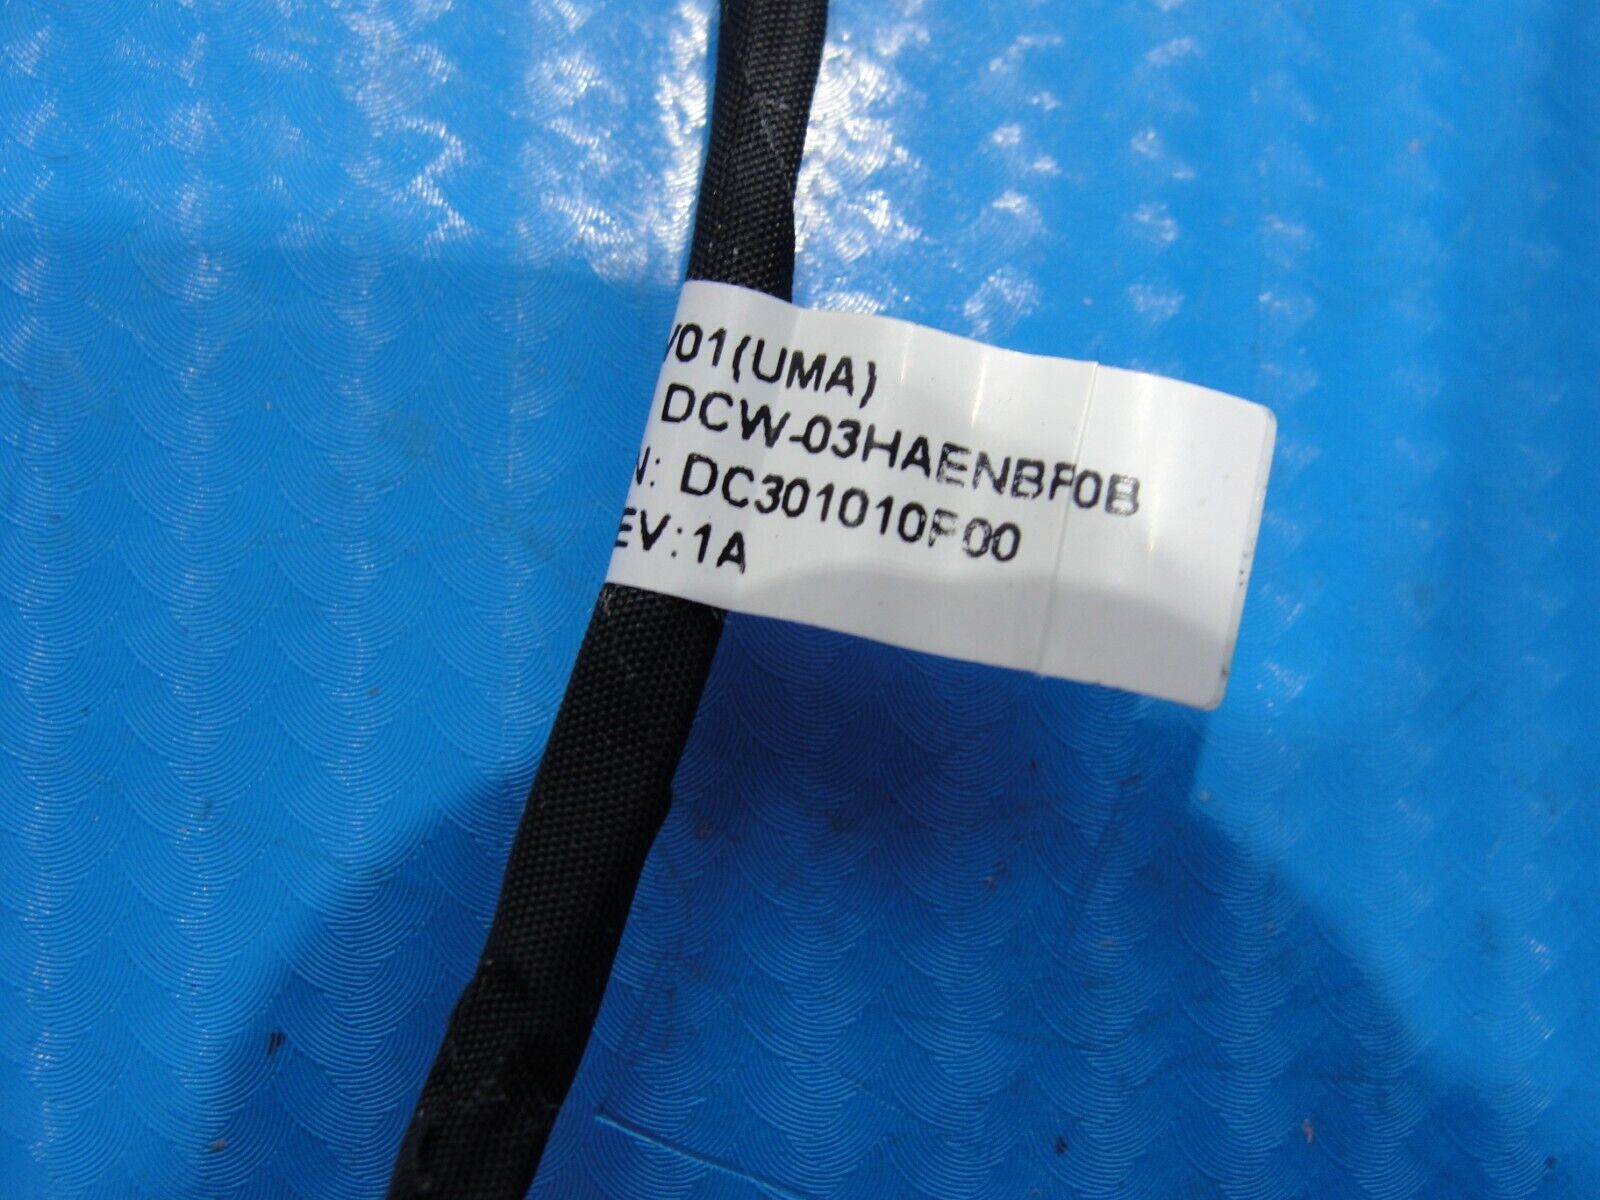 V01(UMA)
DCW-03HAENBF0B
N: DC301010F00
EV:1A